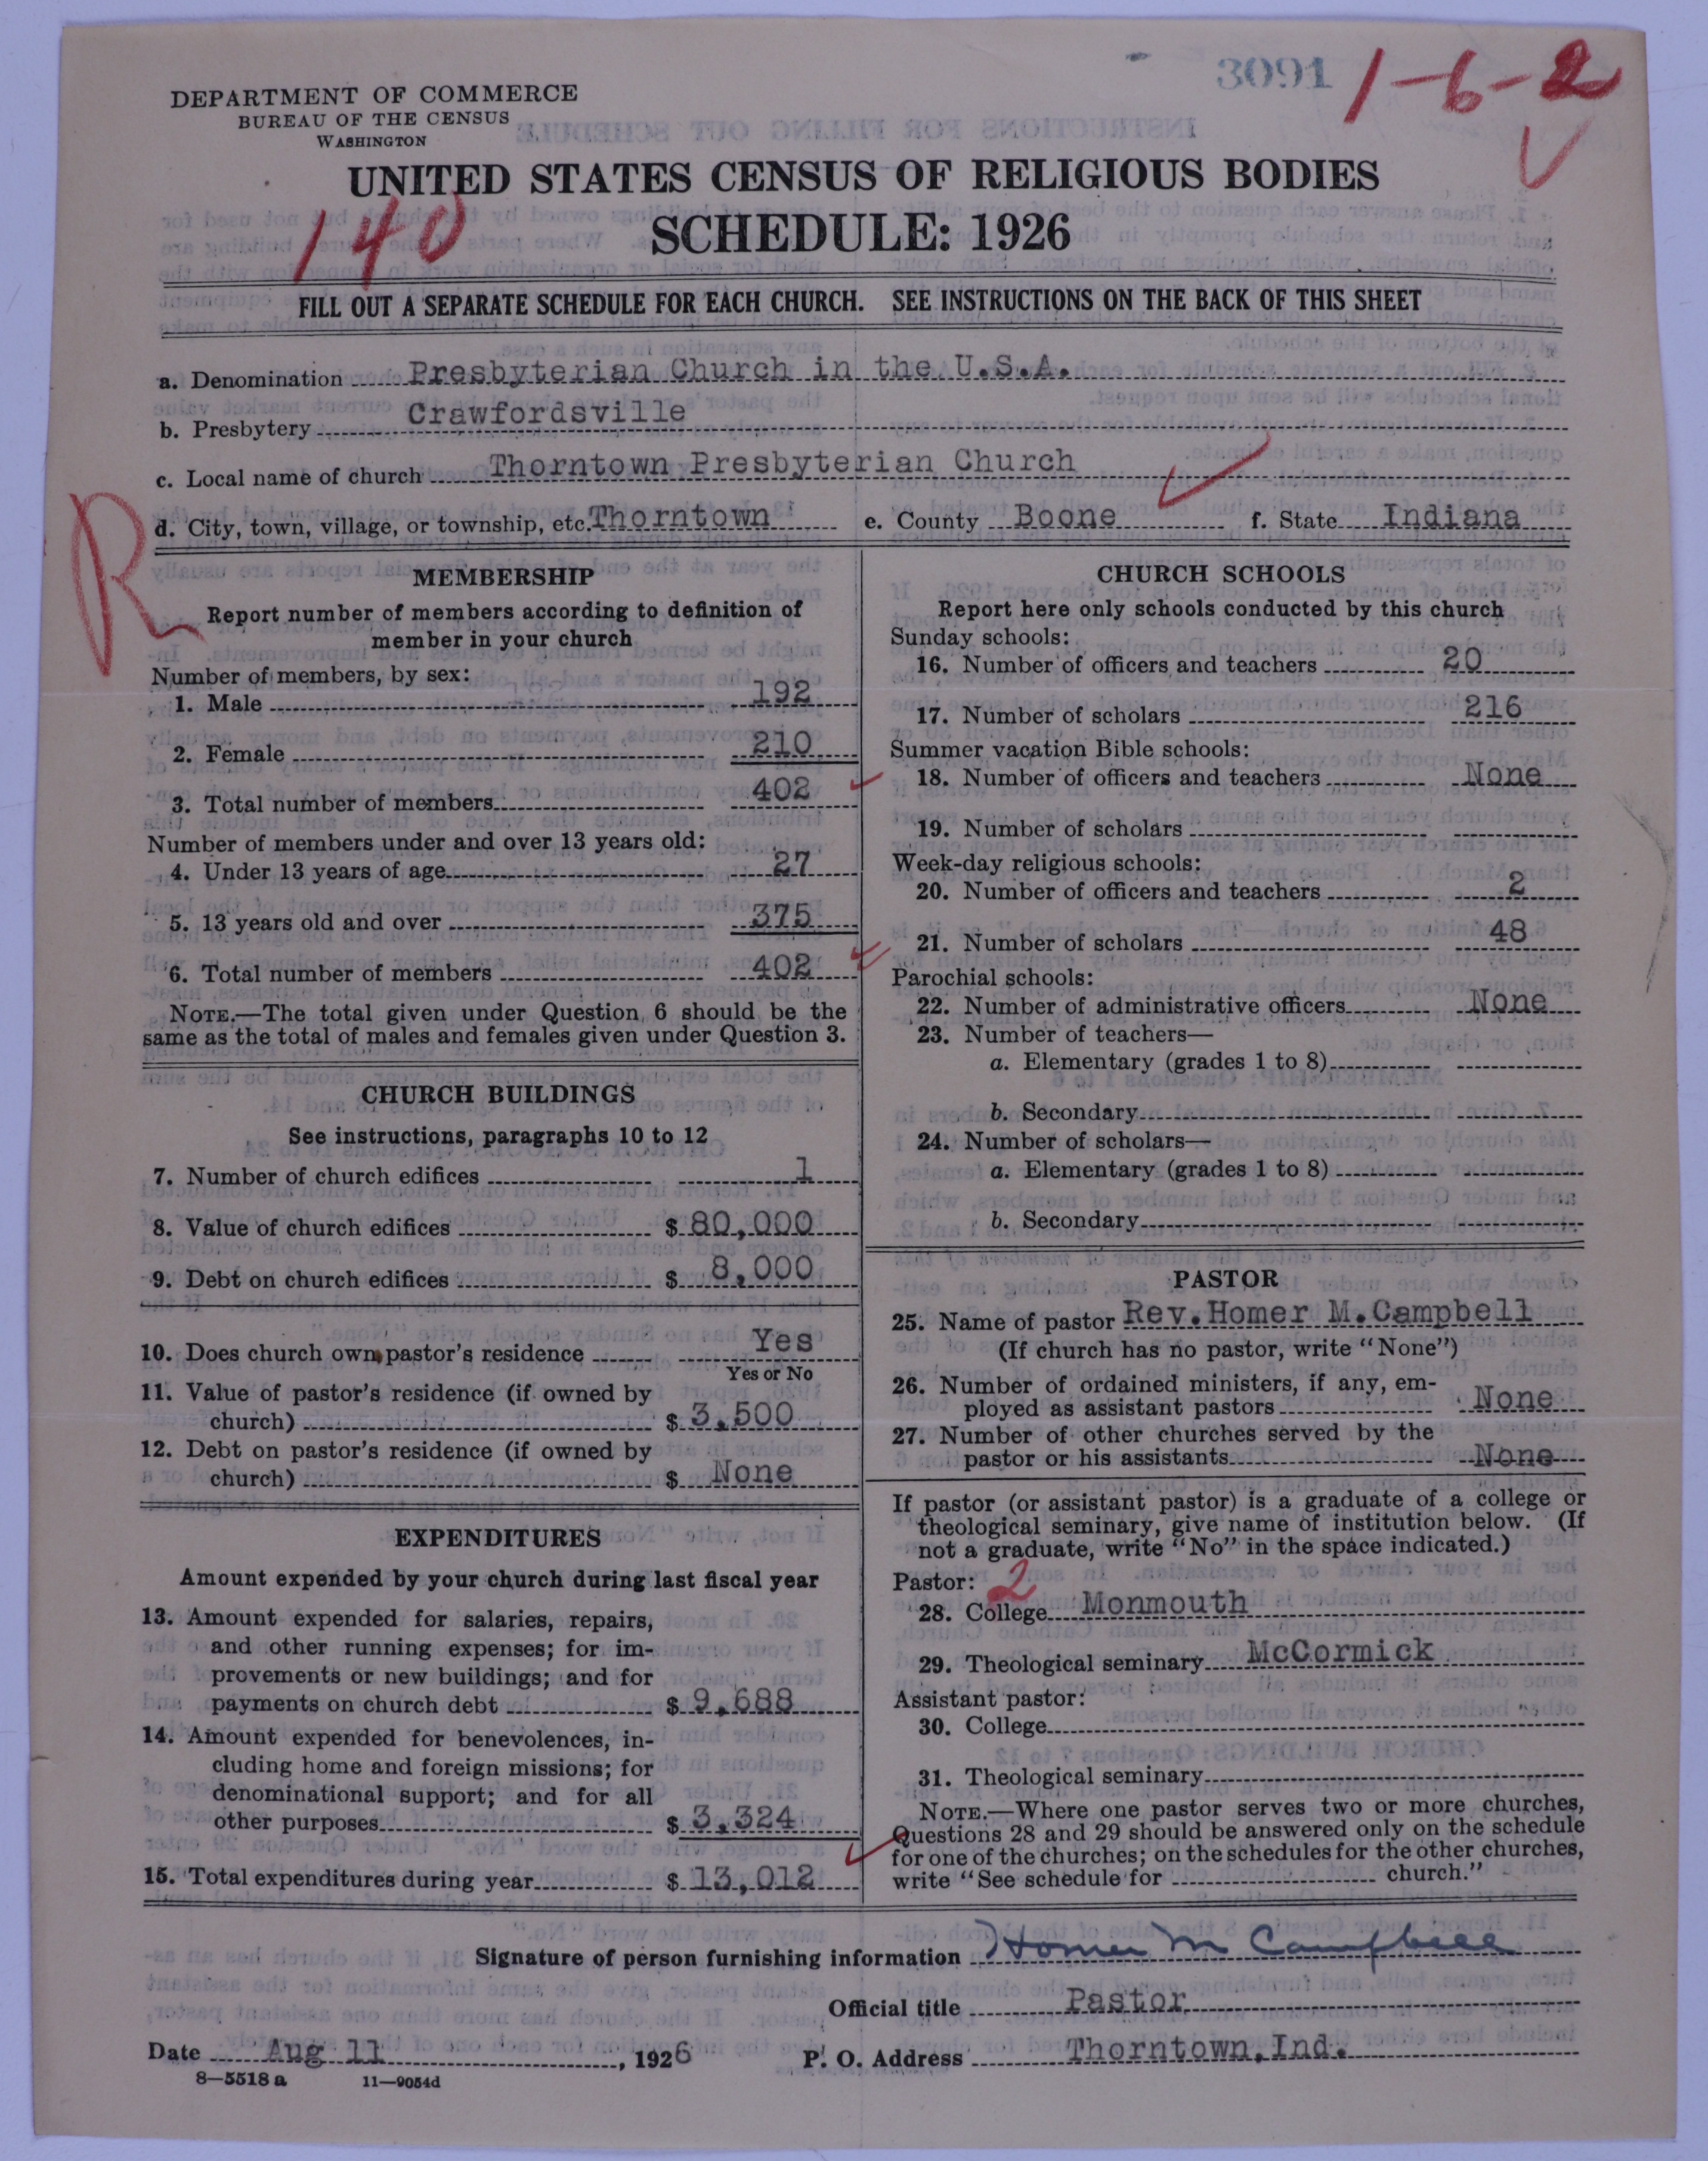 3091 1-6-2
DEPARTMENT OF COMMERCE
BUREAU OF THE CENSUS
WASHINGTON
UNITED STATES CENSUS OF RELIGIOUS BODIES
140
SCHEDULE: 1926
FILL OUT A SEPARATE SCHEDULE FOR EACH CHURCH. SEE INSTRUCTIONS ON THE BACK OF THIS SHEET
a. Denomination Presbyterian Church in the U.S.A.
b. Presbytery Crawfordsville
c. Local name of church Thorntown Presbyterian Church
R
d. City, town, village, or township, etc. Thorntown e. County Boone f. State Indiana
MEMBERSHIP
Report number of members according to definition of
member in your church
Number of members, by sex:
1. Male 192
2. Female 210
3. Total number of members 402
Number of members under and over 13 years old:
4. Under 13 years of age 27
5. 13 years old and over 375
6. Total number of members 402
NOTE.—The total given under Question 6 should be the
same as the total of males and females given under Question 3.
CHURCH BUILDINGS
See instructions, paragraphs 10 to 12
7. Number of church edifices 1
8. Value of church edifices $ 80,000
9. Debt on church edifices $ 8,000
10. Does church own pastor's residence Yes
Yes or No
11. Value of pastor's residence (if owned by
church) $ 3,500
12. Debt on pastor's residence (if owned by
church) $ None
EXPENDITURES
Amount expended by your church during last fiscal year
13. Amount expended for salaries, repairs,
and other running expenses; for im-
provements or new buildings; and for
payments on church debt $ 9,688
14. Amount expended for benevolences, in-
cluding home and foreign missions; for
denominational support; and for all
other purposes $ 3,324
15. Total expenditures during year $ 13,012
CHURCH SCHOOLS
Report here only schools conducted by this church
Sunday schools:
16. Number of officers and teachers 20
17. Number of scholars 216
Summer vacation Bible schools:
18. Number of officers and teachers None
19. Number of scholars
Week-day religious schools:
20. Number of officers and teachers 2
21. Number of scholars 48
Parochial schools:
22. Number of administrative officers None
23. Number of teachers—
a. Elementary (grades 1 to 8)
b. Secondary
24. Number of scholars—
a. Elementary (grades 1 to 8)
b. Secondary
PASTOR
25. Name of pastor Rev. Homer M. Campbell
(If church has no pastor, write "None")
26. Number of ordained ministers, if any, em-
ployed as assistant pastors None
27. Number of other churches served by the
pastor or his assistants None
If pastor (or assistant pastor) is a graduate of a college or
theological seminary, give name of institution below. (If
not a graduate, write "No" in the space indicated.)
Pastor: 2
28. College Monmouth
29. Theological seminary McCormick
Assistant pastor:
30. College
31. Theological seminary
NOTE.—Where one pastor serves two or more churches,
Questions 28 and 29 should be answered only on the schedule
for one of the churches; on the schedules for the other churches,
write "See schedule for church."
Signature of person furnishing information Homer M Campbell
Official title Pastor
Date Aug 11, 1926 P. O. Address Thorntown, Ind.
8—5518 a 11—9054d